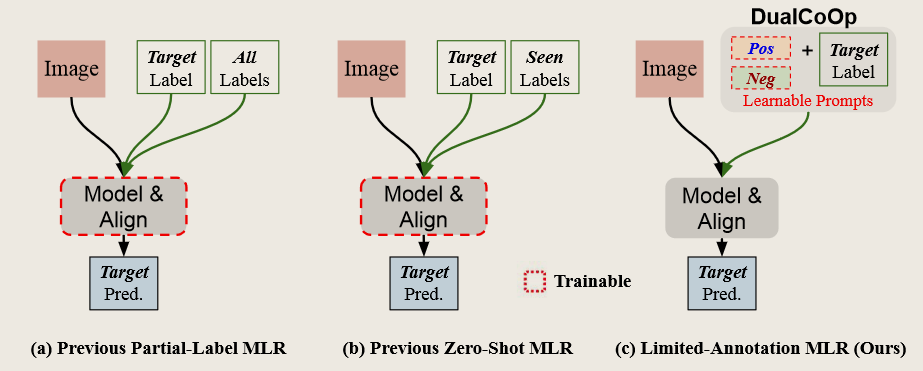 DualCoOp
Image
Target
Label
All
Labels
Image
Target
Label
Seen
Labels
Image
Pos
Neg
+
Target
Label
Learnable Prompts
Model &
Align
Model &
Align
Model &
Align
Target
Pred.
Target
Pred.
Trainable
Target
Pred.
(a) Previous Partial-Label MLR
(b) Previous Zero-Shot MLR
(c) Limited-Annotation MLR (Ours)